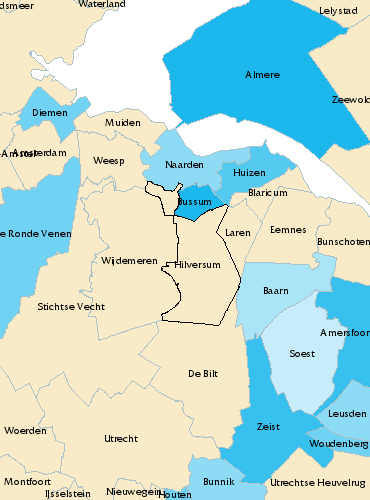 dsmeer
Waterland
Lelystad
Almere
Zeewold
Diemen
Muiden
Amsterdam
Weesp
Naarden
Huizen
Blaricum
Bussum
e Ronde Venen
Laren
Eemnes
Bunschoten
Wijdemeren
Hilversum
Baarn
Stichtse Vecht
Amersfoor
Soest
De Bilt
Leusden
Woerden
Utrecht
Zeist
Woudenberg
Montfoort
Bunnik
Utrechtse Heuvelrug
IJsselstein
Nieuwegein
Houten